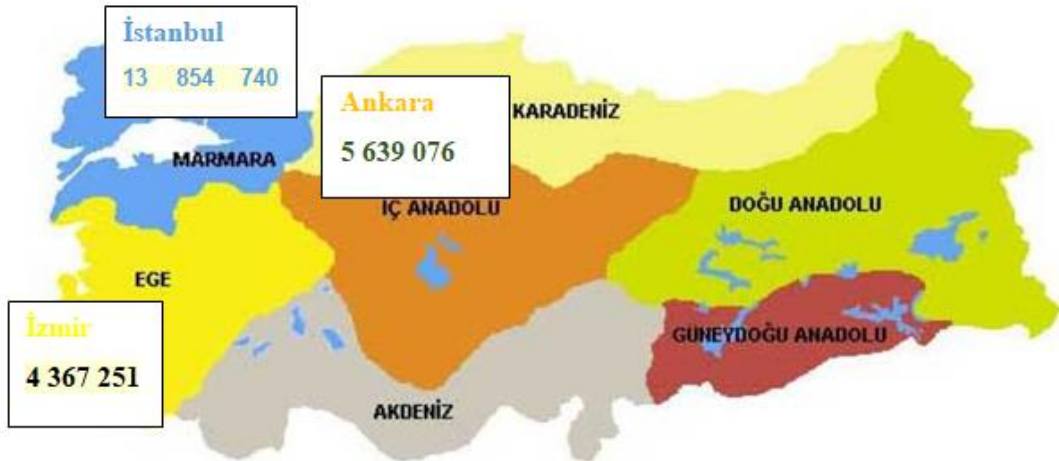 İstanbul
13 854 740
Ankara
5 639 076
KARADENİZ
MARMARA
İÇ ANADOLU
DOĞU ANADOLU
EGE
İzmir
4 367 251
GÜNEYDOĞU ANADOLU
AKDENİZ